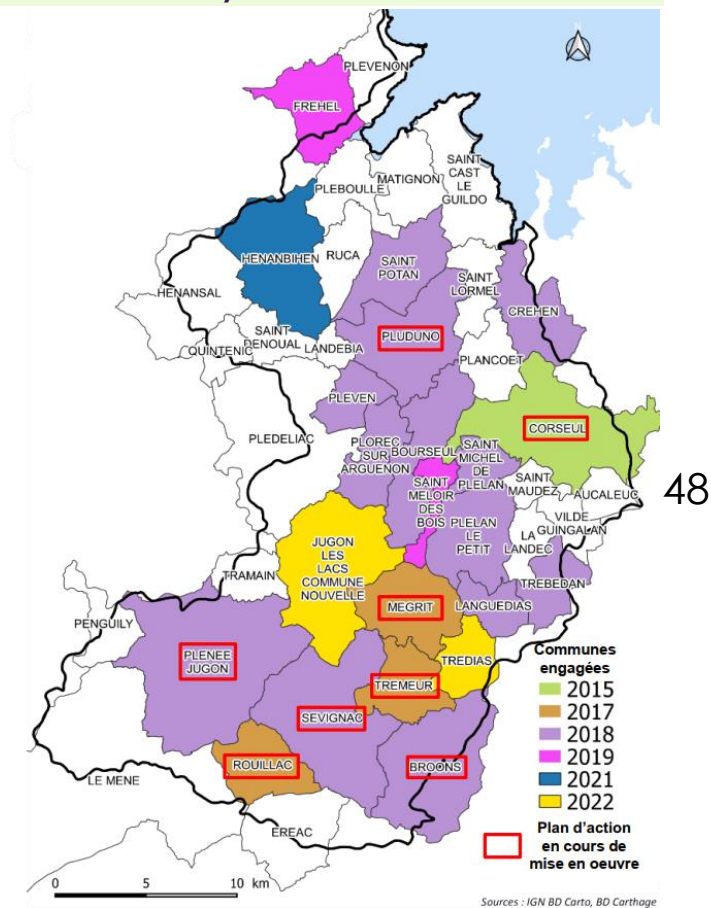 N
PLEVENON
FREHEL
SAINT
CAST
LE
GUILDO
MATIGNON
PLEBOULLE
HENANBIHEN
RUCA
SAINT
POTAN
SAINT
LORMEL
CREHEN
HENANSAL
SAINT
DENOUAL
QUINTENIC
LANDEBIA
PLUDUNO
PLANCOET
PLEVEN
CORSEUL
PLEDELIAC
PLOREC
SUR
ARGUENON
BOURSEUL
SAINT
MICHEL
DE
PLELAN
SAINT
MELOIR
DES
BOIS
SAINT
MAUDEZ
AUCALEUC
48
VILDE
GUINGALAN
PLELAN
LE
PETIT
LA
LANDEC
JUGON
LES
LACS
COMMUNE
NOUVELLE
TRAMAIN
TREBEDAN
MEGRIT
LANGUEDIAS
PENGUILY
PLENEE
JUGON
TREDIAS
TREMEUR
SEVIGNAC
ROUILLAC
BROONS
LE MENE
EREAC
Communes
engagées
2015
2017
2018
2019
2021
2022
Plan d'action
en cours de
mise en oeuvre
0 5 10 km
Sources : IGN BD Carto, BD Carthage